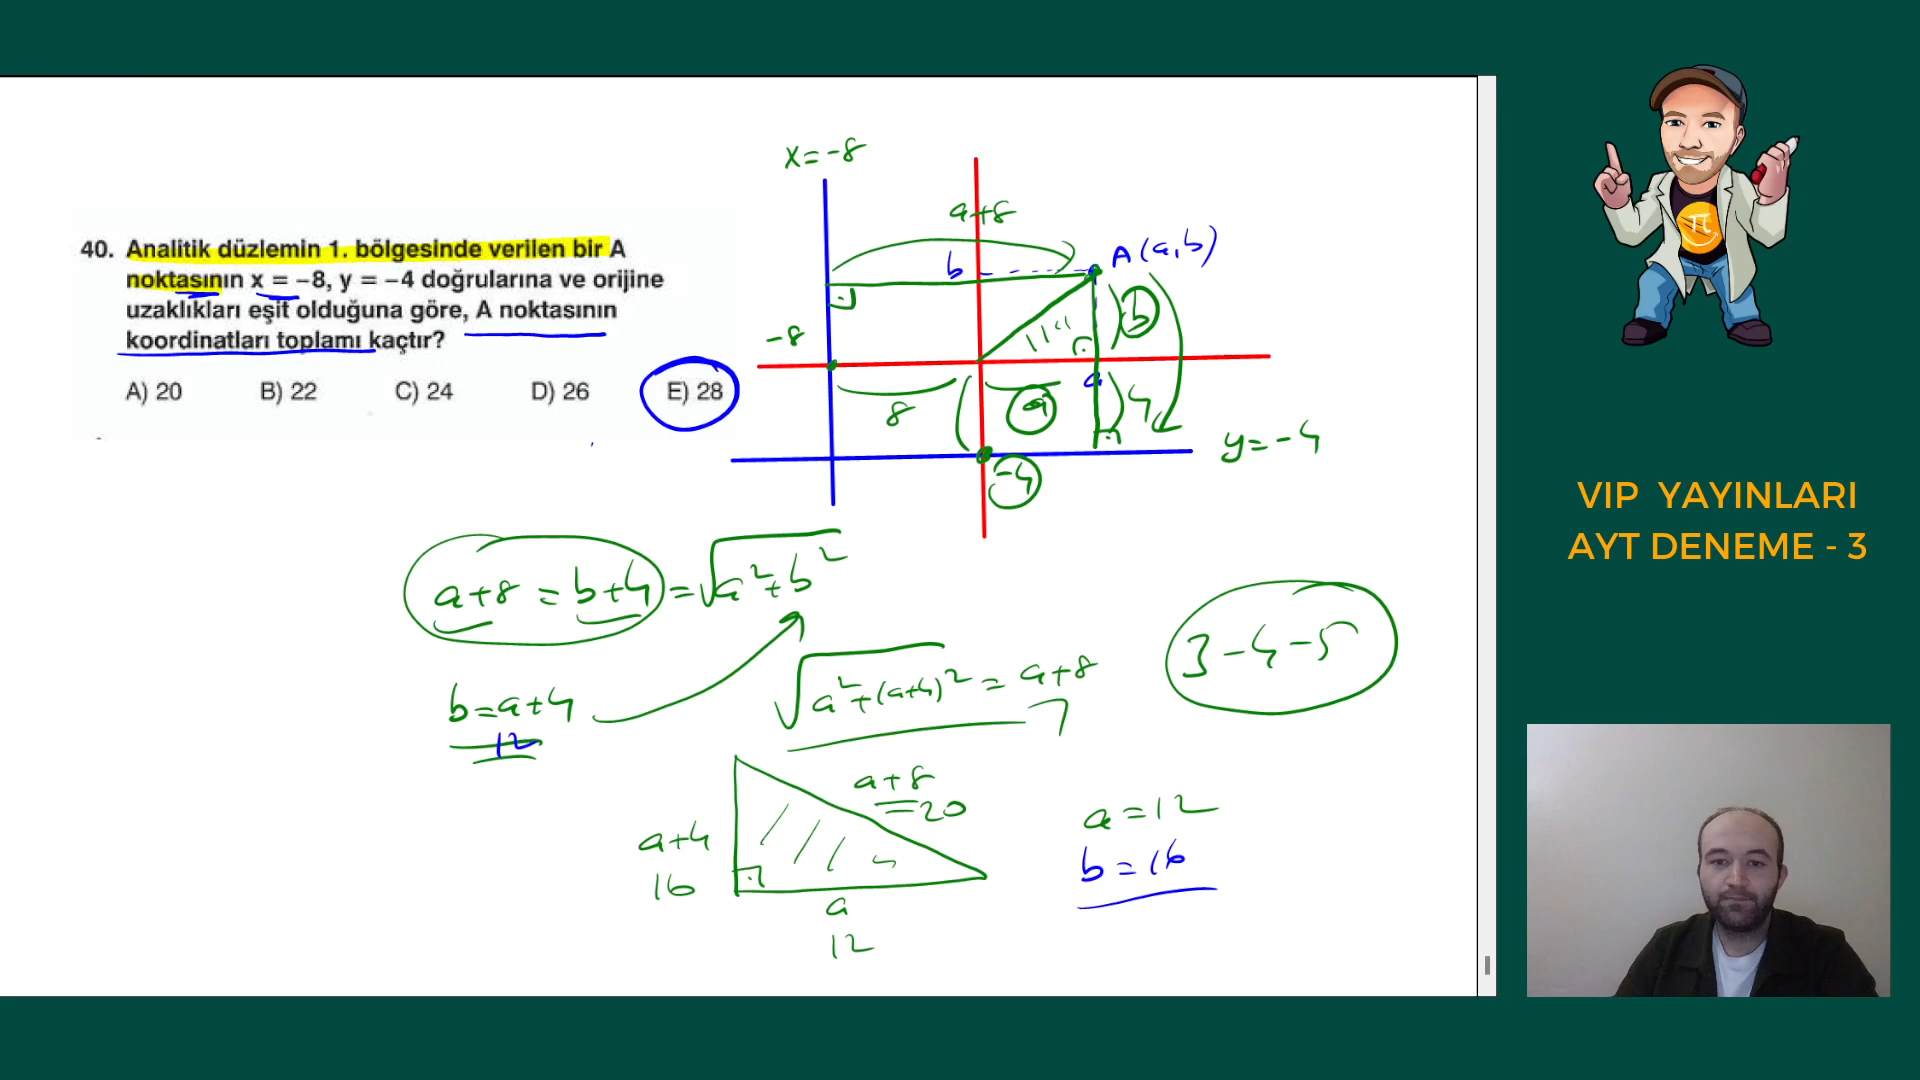 40. Analitik düzlemin 1. bölgesinde verilen bir A
noktasının x = −8, y = −4 doğrularına ve orijine
uzaklıkları eşit olduğuna göre, A noktasının
koordinatları toplamı kaçtır?
A) 20 B) 22 C) 24 D) 26 E) 28
x=-8
a+8
b
A(a,b)
b
-8
a
8
a
4
y=-4
-4
a+8 = b+4 = √a²+b²
b=a+4
12
√a²+(a+4)² = a+8
3-4-5
a+8
=20
a+4
16
a
12
a=12
b=16
π
VIP YAYINLARI
AYT DENEME - 3